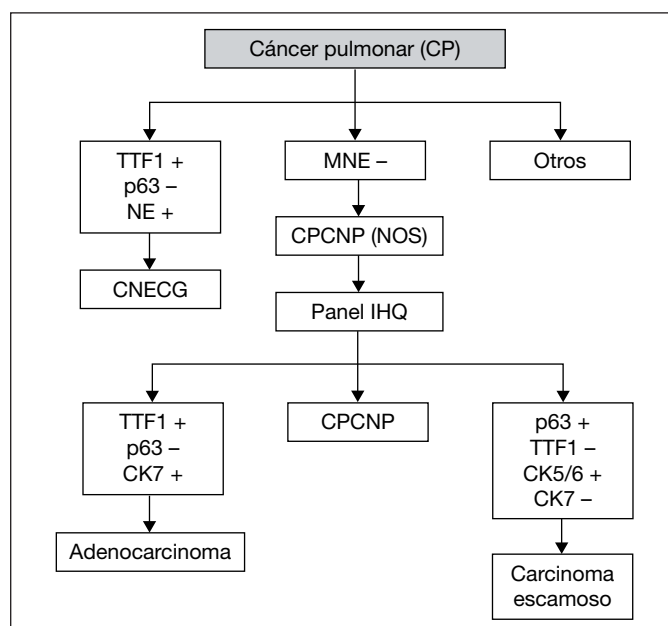 Cáncer pulmonar (CP)
TTF1 +
p63 –
NE +
MNE –
Otros
CNECG
CPCNP (NOS)
Panel IHQ
TTF1 +
p63 –
CK7 +
CPCNP
p63 +
TTF1 –
CK5/6 +
CK7 –
Adenocarcinoma
Carcinoma
escamoso